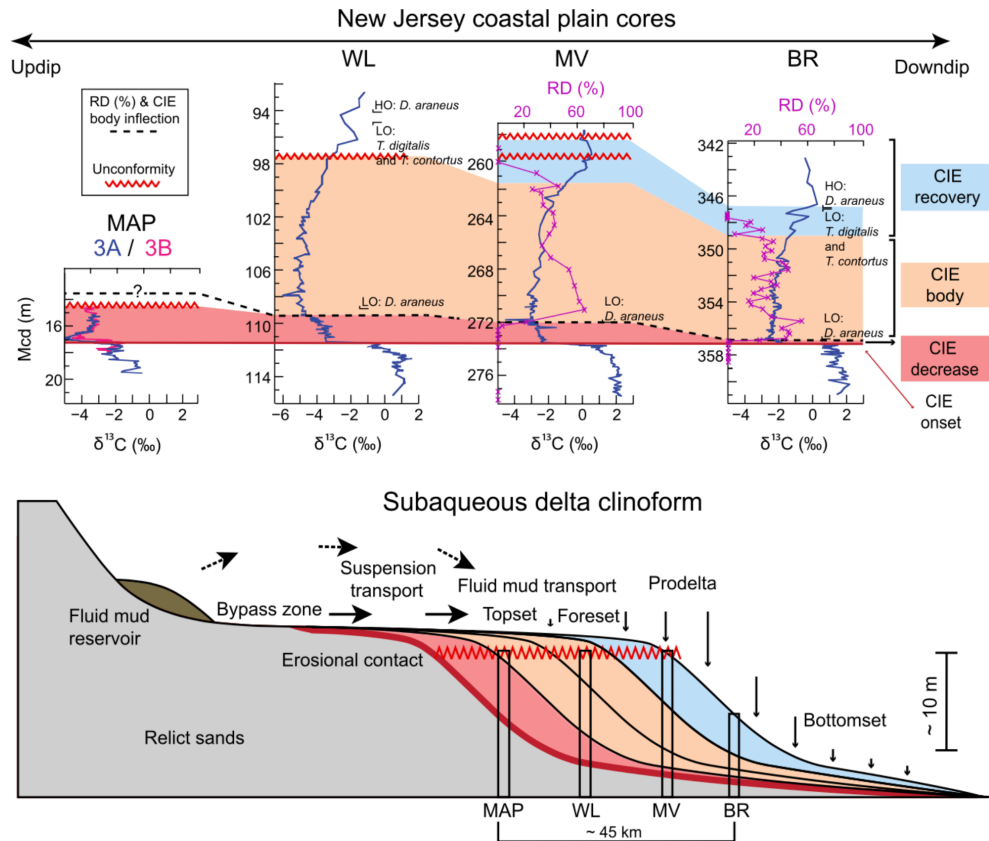 New Jersey coastal plain cores
Updip
WL
MV
BR
Downdip
RD (%) & CIE
body inflection
Unconformity
MAP
3A / 3B
RD (%)
20 60 100
RD (%)
20 60 100
94
98
102
106
110
114
HO: D. araneus
LO:
T. digitalis
and T. contortus
LO: D. araneus
260
264
268
272
276
LO:
D. araneus
342
346
350
354
358
HO:
D. araneus
LO:
T. digitalis
and
T. contortus
LO:
D. araneus
CIE
recovery
CIE
body
CIE
decrease
CIE
onset
?
Mcd (m)
16
20
−4 −2 0 2
δ13C (‰)
−6 −4 −2 0 2
δ13C (‰)
−4 −2 0 2
δ13C (‰)
−4 −2 0 2
δ13C (‰)
Subaqueous delta clinoform
Fluid mud
reservoir
Bypass zone
Suspension
transport
Fluid mud transport
Topset
Foreset
Prodelta
Erosional contact
Relict sands
Bottomset
~ 10 m
MAP
WL
MV
BR
~ 45 km